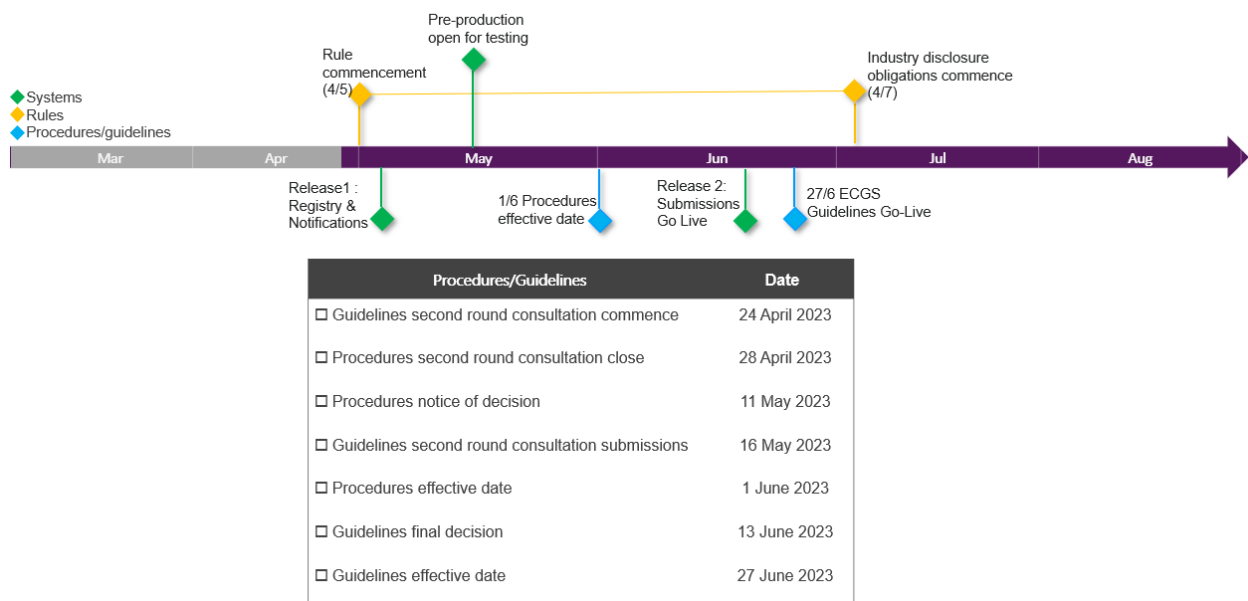 Pre-production
open for testing
Rule
commencement
(4/5)
Industry disclosure
obligations commence
(4/7)
Systems
Rules
Procedures/guidelines
Mar
Apr
May
Jun
Jul
Aug
Release1 :
Registry &
Notifications
1/6 Procedures
effective date
Release 2:
Submissions
Go Live
27/6 ECGS
Guidelines Go-Live
Procedures/Guidelines Date
☐ Guidelines second round consultation commence 24 April 2023
☐ Procedures second round consultation close 28 April 2023
☐ Procedures notice of decision 11 May 2023
☐ Guidelines second round consultation submissions 16 May 2023
☐ Procedures effective date 1 June 2023
☐ Guidelines final decision 13 June 2023
☐ Guidelines effective date 27 June 2023